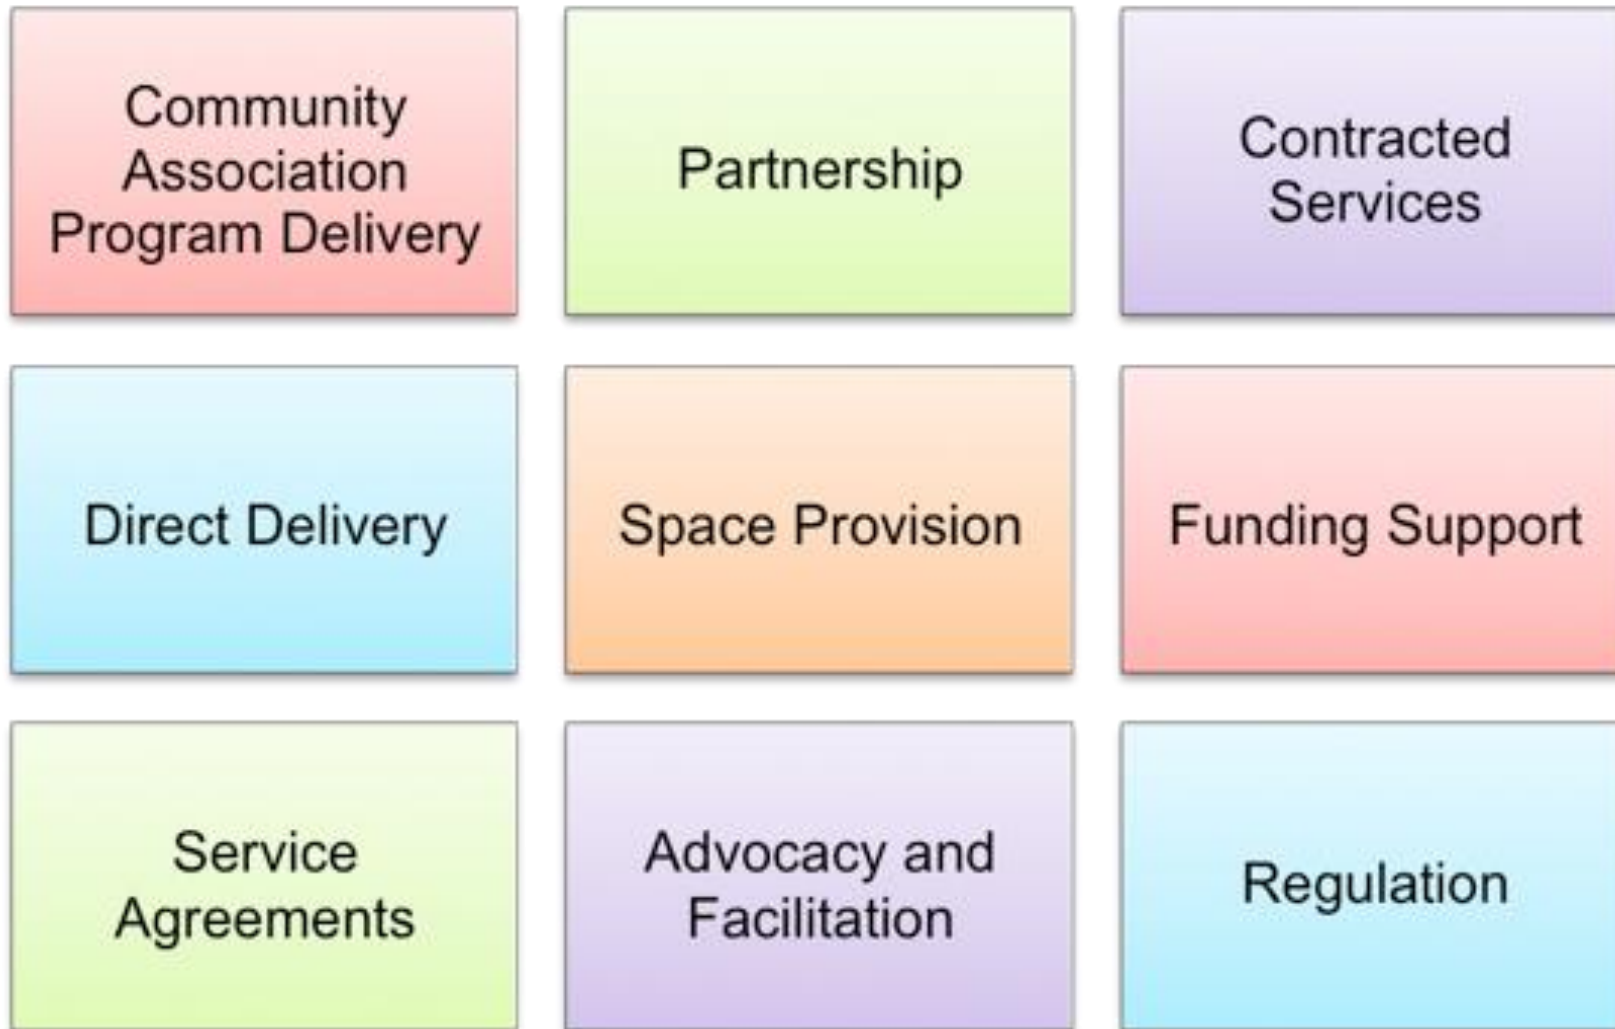 Community
Association
Program Delivery
Partnership
Contracted
Services
Direct Delivery
Space Provision
Funding Support
Service
Agreements
Advocacy and
Facilitation
Regulation